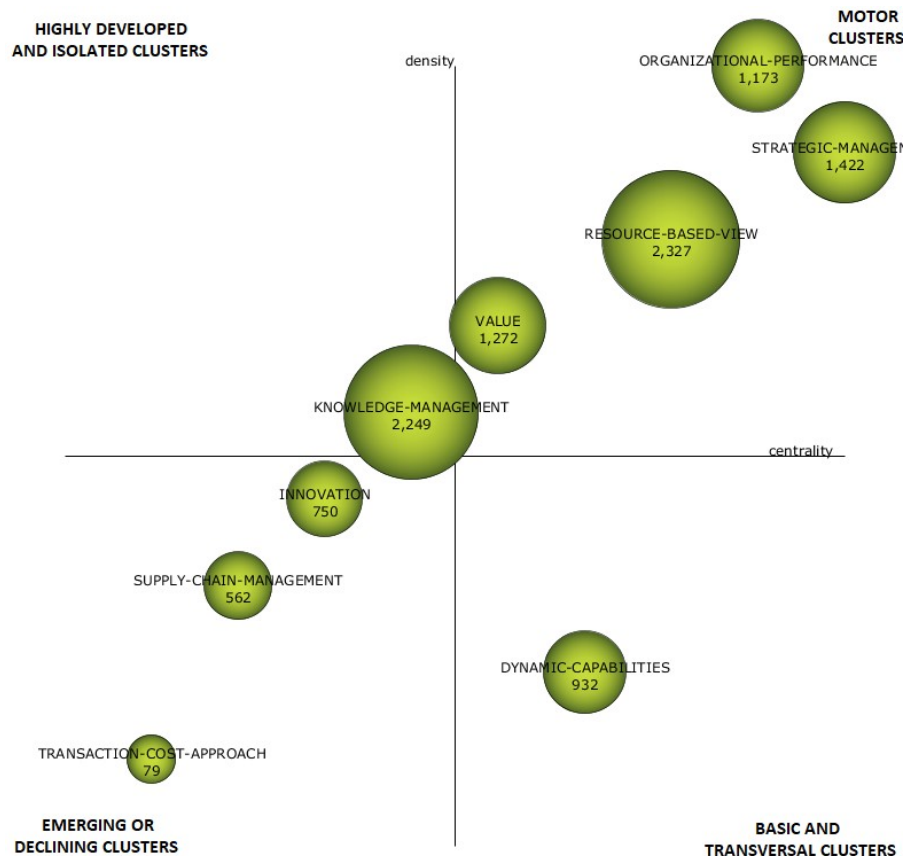 HIGHLY DEVELOPED
AND ISOLATED CLUSTERS
MOTOR
CLUSTERS
density
ORGANIZATIONAL-PERFORMANCE
1,173
STRATEGIC-MANAGEM
1,422
RESOURCE-BASED-VIEW
2,327
VALUE
1,272
KNOWLEDGE-MANAGEMENT
2,249
centrality
INNOVATION
750
SUPPLY-CHAIN-MANAGEMENT
562
DYNAMIC-CAPABILITIES
932
TRANSACTION-COST-APPROACH
79
EMERGING OR
DECLINING CLUSTERS
BASIC AND
TRANSVERSAL CLUSTERS